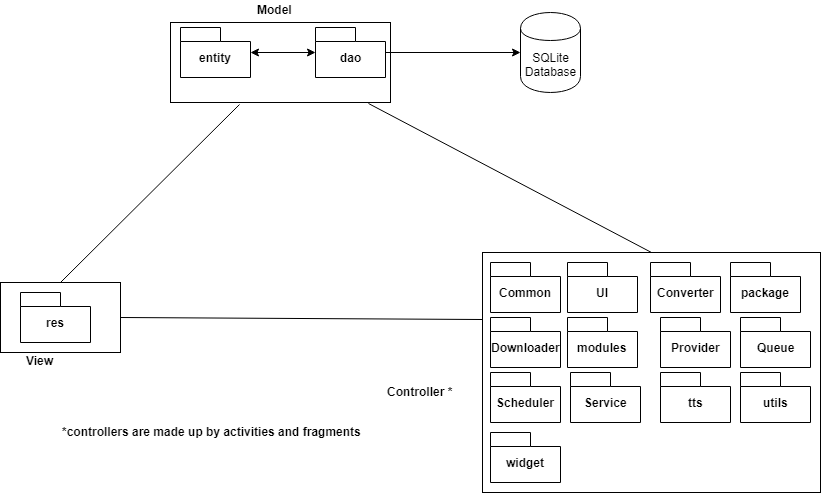 Model
entity
dao
SQLite
Database
Common
UI
Converter
package
res
Downloader
modules
Provider
Queue
View
Controller *
Scheduler
Service
tts
utils
*controllers are made up by activities and fragments
widget